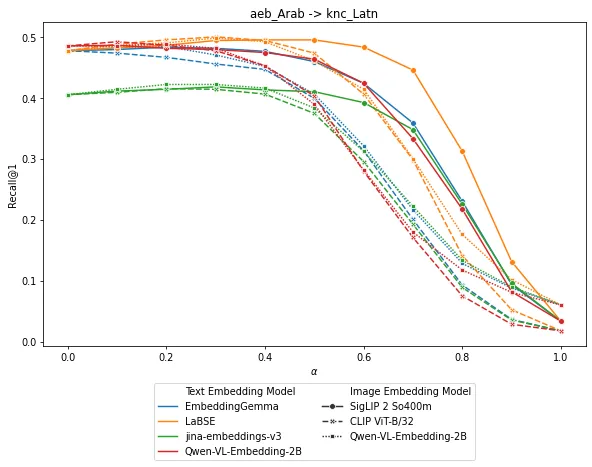 aeb_Arab -> knc_Latn
Recall@1
0.5
0.4
0.3
0.2
0.1
0.0
0.0 0.2 0.4 0.6 0.8 1.0
α
Text Embedding Model
EmbeddingGemma
LaBSE
jina-embeddings-v3
Qwen-VL-Embedding-2B
Image Embedding Model
SigLIP 2 So400m
CLIP ViT-B/32
Qwen-VL-Embedding-2B